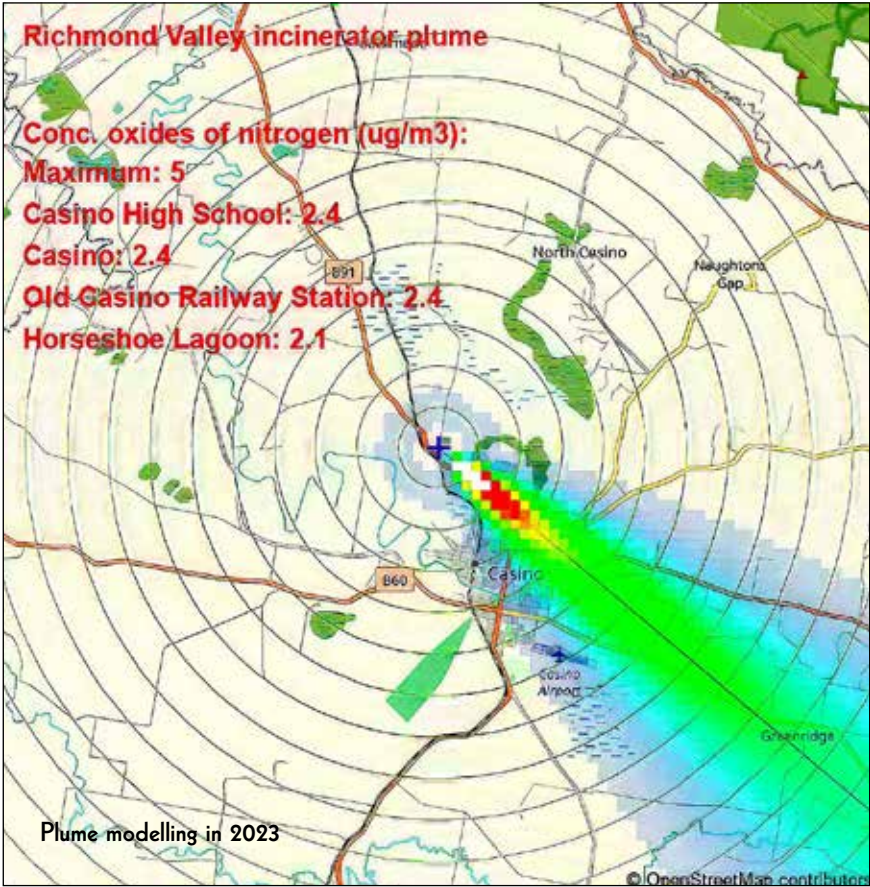 Richmond Valley incinerator plume
Conc. oxides of nitrogen (ug/m3):
Maximum: 5
Casino High School: 2.4
Casino: 2.4
Old Casino Railway Station: 2.4
Horseshoe Lagoon: 2.1
North Casino
Naughtons
Gap
B91
B60
Casino
Casino
Airport
Greenridge
Plume modelling in 2023
© OpenStreetMap contributors